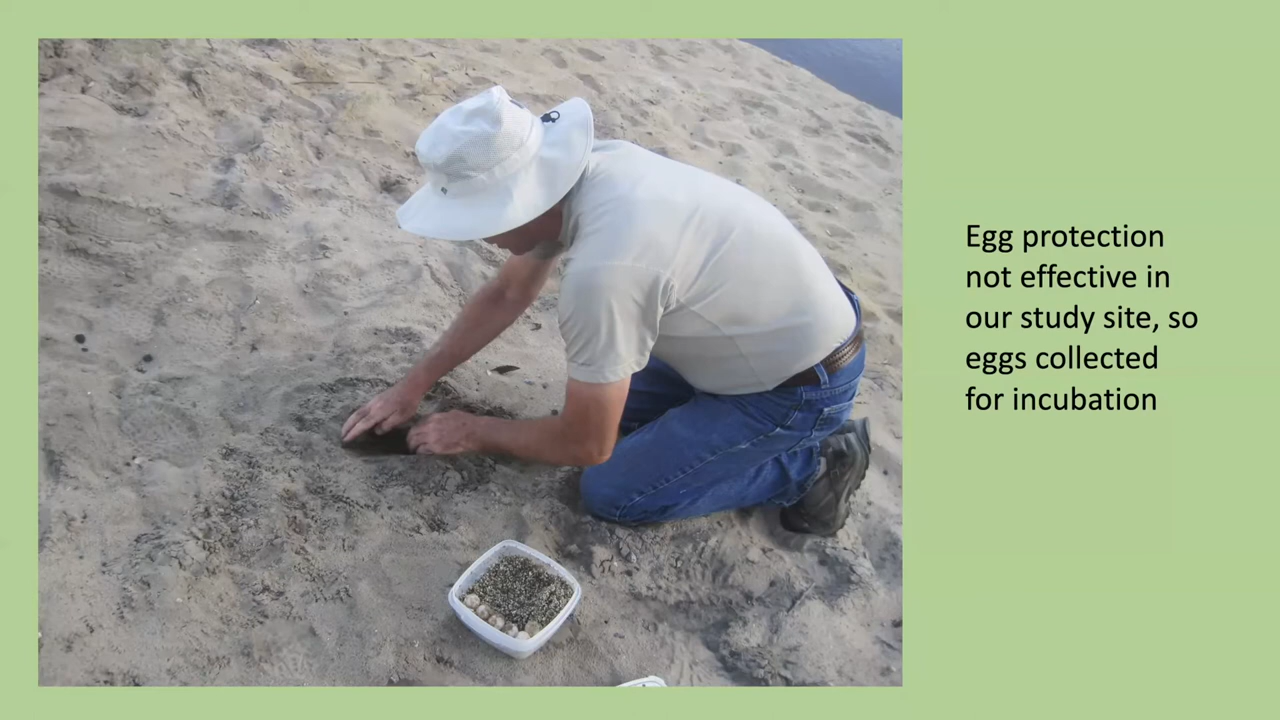 Egg protection
not effective in
our study site, so
eggs collected
for incubation